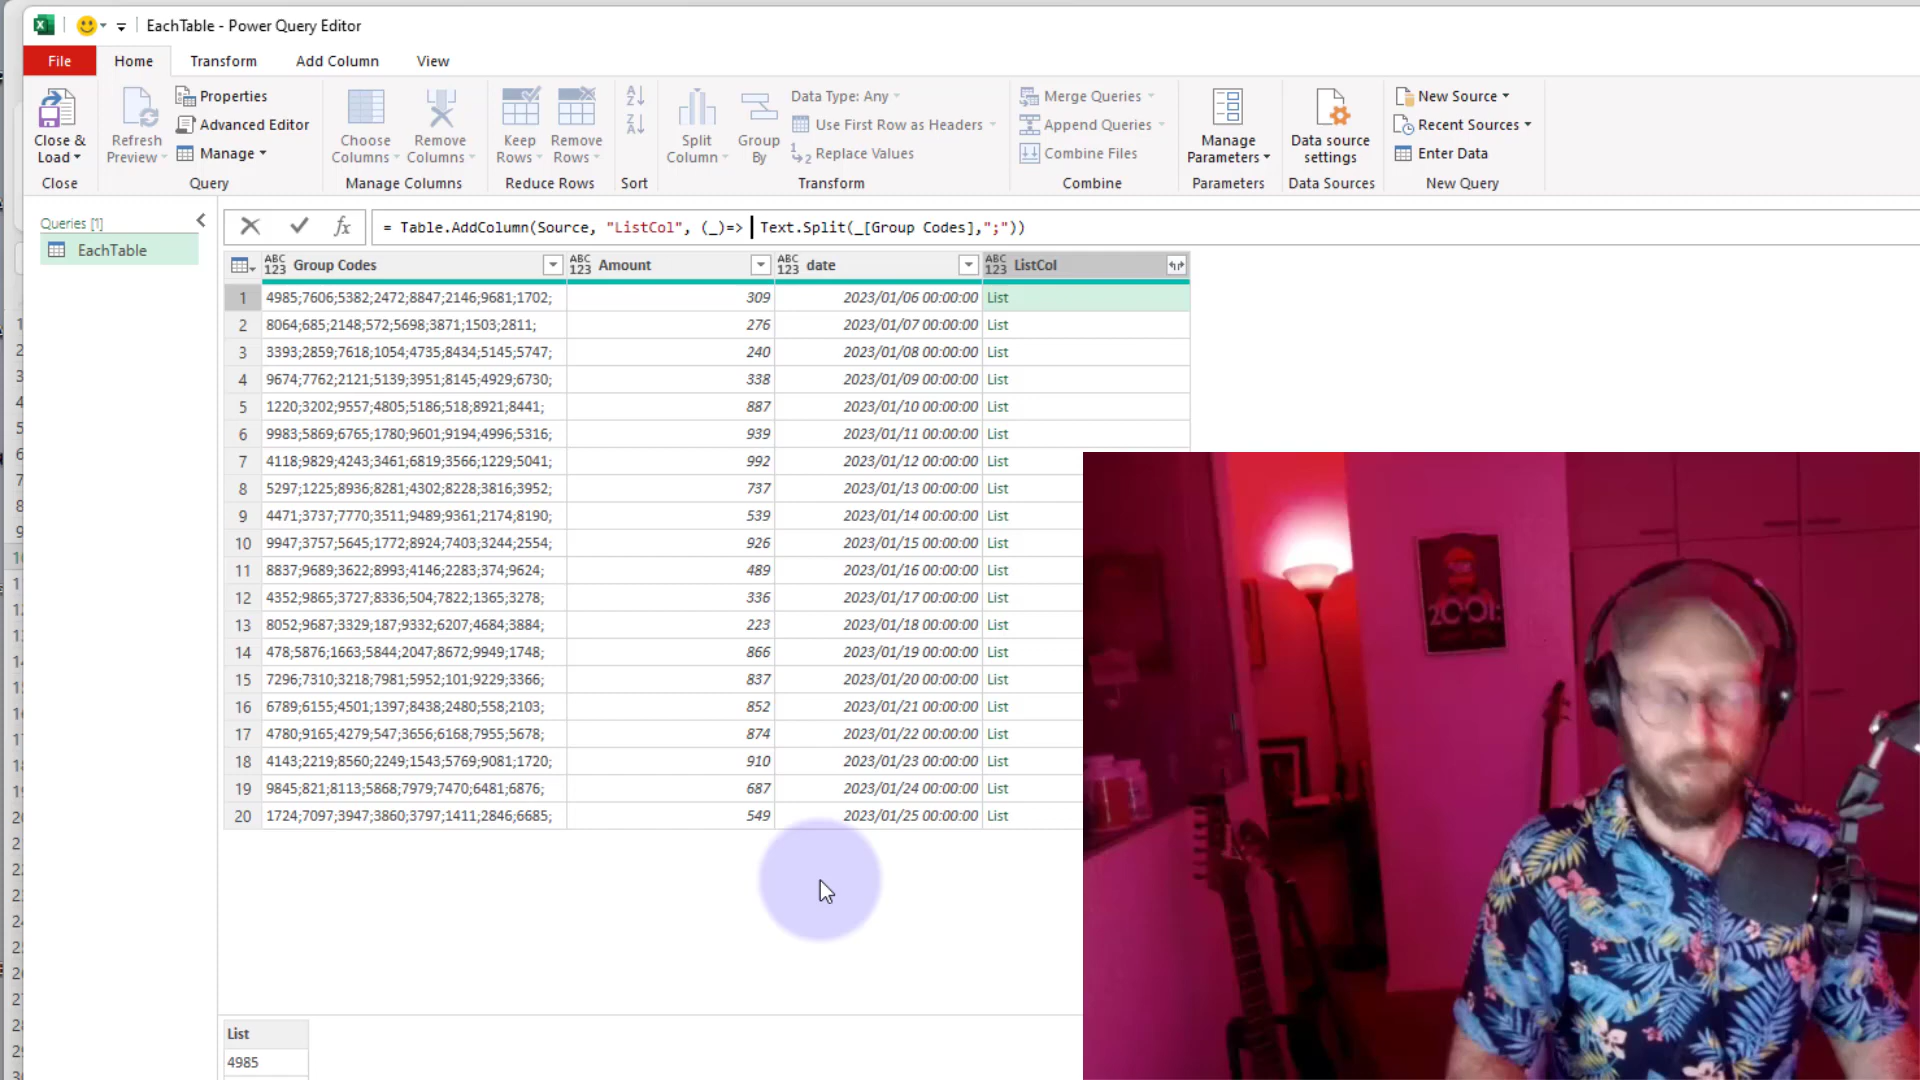 EachTable - Power Query Editor
File Home Transform Add Column View
Close & Load
Close
Refresh Preview
Properties
Advanced Editor
Manage
Query
Choose Columns
Remove Columns
Manage Columns
Keep Rows
Remove Rows
Reduce Rows
Sort
Split Column
Group By
Data Type: Any
Use First Row as Headers
Replace Values
Transform
Merge Queries
Append Queries
Combine Files
Combine
Manage Parameters
Parameters
Data source settings
Data Sources
New Source
Recent Sources
Enter Data
New Query
Queries [1]
EachTable
fx = Table.AddColumn(Source, "ListCol", (_)=> Text.Split(_[Group Codes],";"))
ABC 123 Group Codes ABC 123 Amount ABC 123 date ABC 123 ListCol
1 4985;7606;5382;2472;8847;2146;9681;1702; 309 2023/01/06 00:00:00 List
2 8064;685;2148;572;5698;3871;1503;2811; 276 2023/01/07 00:00:00 List
3 3393;2859;7618;1054;4735;8434;5145;5747; 240 2023/01/08 00:00:00 List
4 9674;7762;2121;5139;3951;8145;4929;6730; 338 2023/01/09 00:00:00 List
5 1220;3202;9557;4805;5186;518;8921;8441; 887 2023/01/10 00:00:00 List
6 9983;5869;6765;1780;9601;9194;4996;5316; 939 2023/01/11 00:00:00 List
7 4118;9829;4243;3461;6819;3566;1229;5041; 992 2023/01/12 00:00:00 List
8 5297;1225;8936;8281;4302;8228;3816;3952; 737 2023/01/13 00:00:00 List
9 4471;3737;7770;3511;9489;9361;2174;8190; 539 2023/01/14 00:00:00 List
10 9947;3757;5645;1772;8924;7403;3244;2554; 926 2023/01/15 00:00:00 List
11 8837;9689;3622;8993;4146;2283;374;9624; 489 2023/01/16 00:00:00 List
12 4352;9865;3727;8336;504;7822;1365;3278; 336 2023/01/17 00:00:00 List
13 8052;9687;3329;187;9332;6207;4684;3884; 223 2023/01/18 00:00:00 List
14 478;5876;1663;5844;2047;8672;9949;1748; 866 2023/01/19 00:00:00 List
15 7296;7310;3218;7981;5952;101;9229;3366; 837 2023/01/20 00:00:00 List
16 6789;6155;4501;1397;8438;2480;558;2103; 852 2023/01/21 00:00:00 List
17 4780;9165;4279;547;3656;6168;7955;5678; 874 2023/01/22 00:00:00 List
18 4143;2219;8560;2249;1543;5769;9081;1720; 910 2023/01/23 00:00:00 List
19 9845;821;8113;5868;7979;7470;6481;6876; 687 2023/01/24 00:00:00 List
20 1724;7097;3947;3860;3797;1411;2846;6685; 549 2023/01/25 00:00:00 List
2001:
List
4985